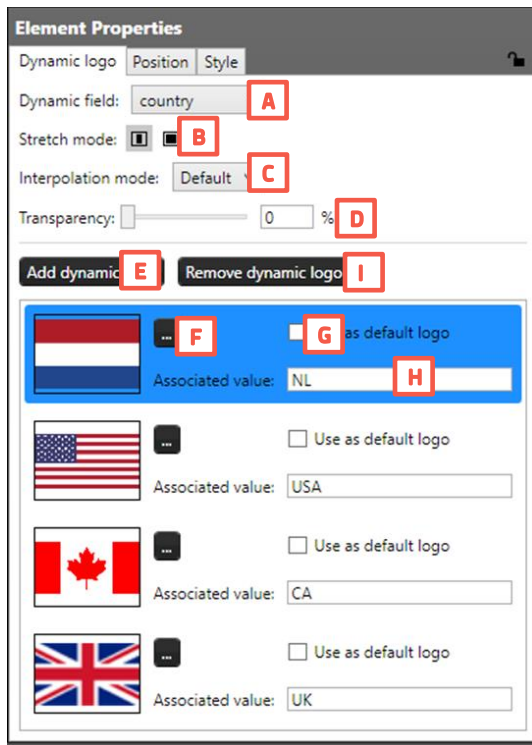 Element Properties
Dynamic logo Position Style
Dynamic field: country A
Stretch mode: B
Interpolation mode: Default C
Transparency: 0 % D
Add dynamic E Remove dynamic logo I
... F G as default logo
Associated value: NL H
... Use as default logo
Associated value: USA
... Use as default logo
Associated value: CA
... Use as default logo
Associated value: UK